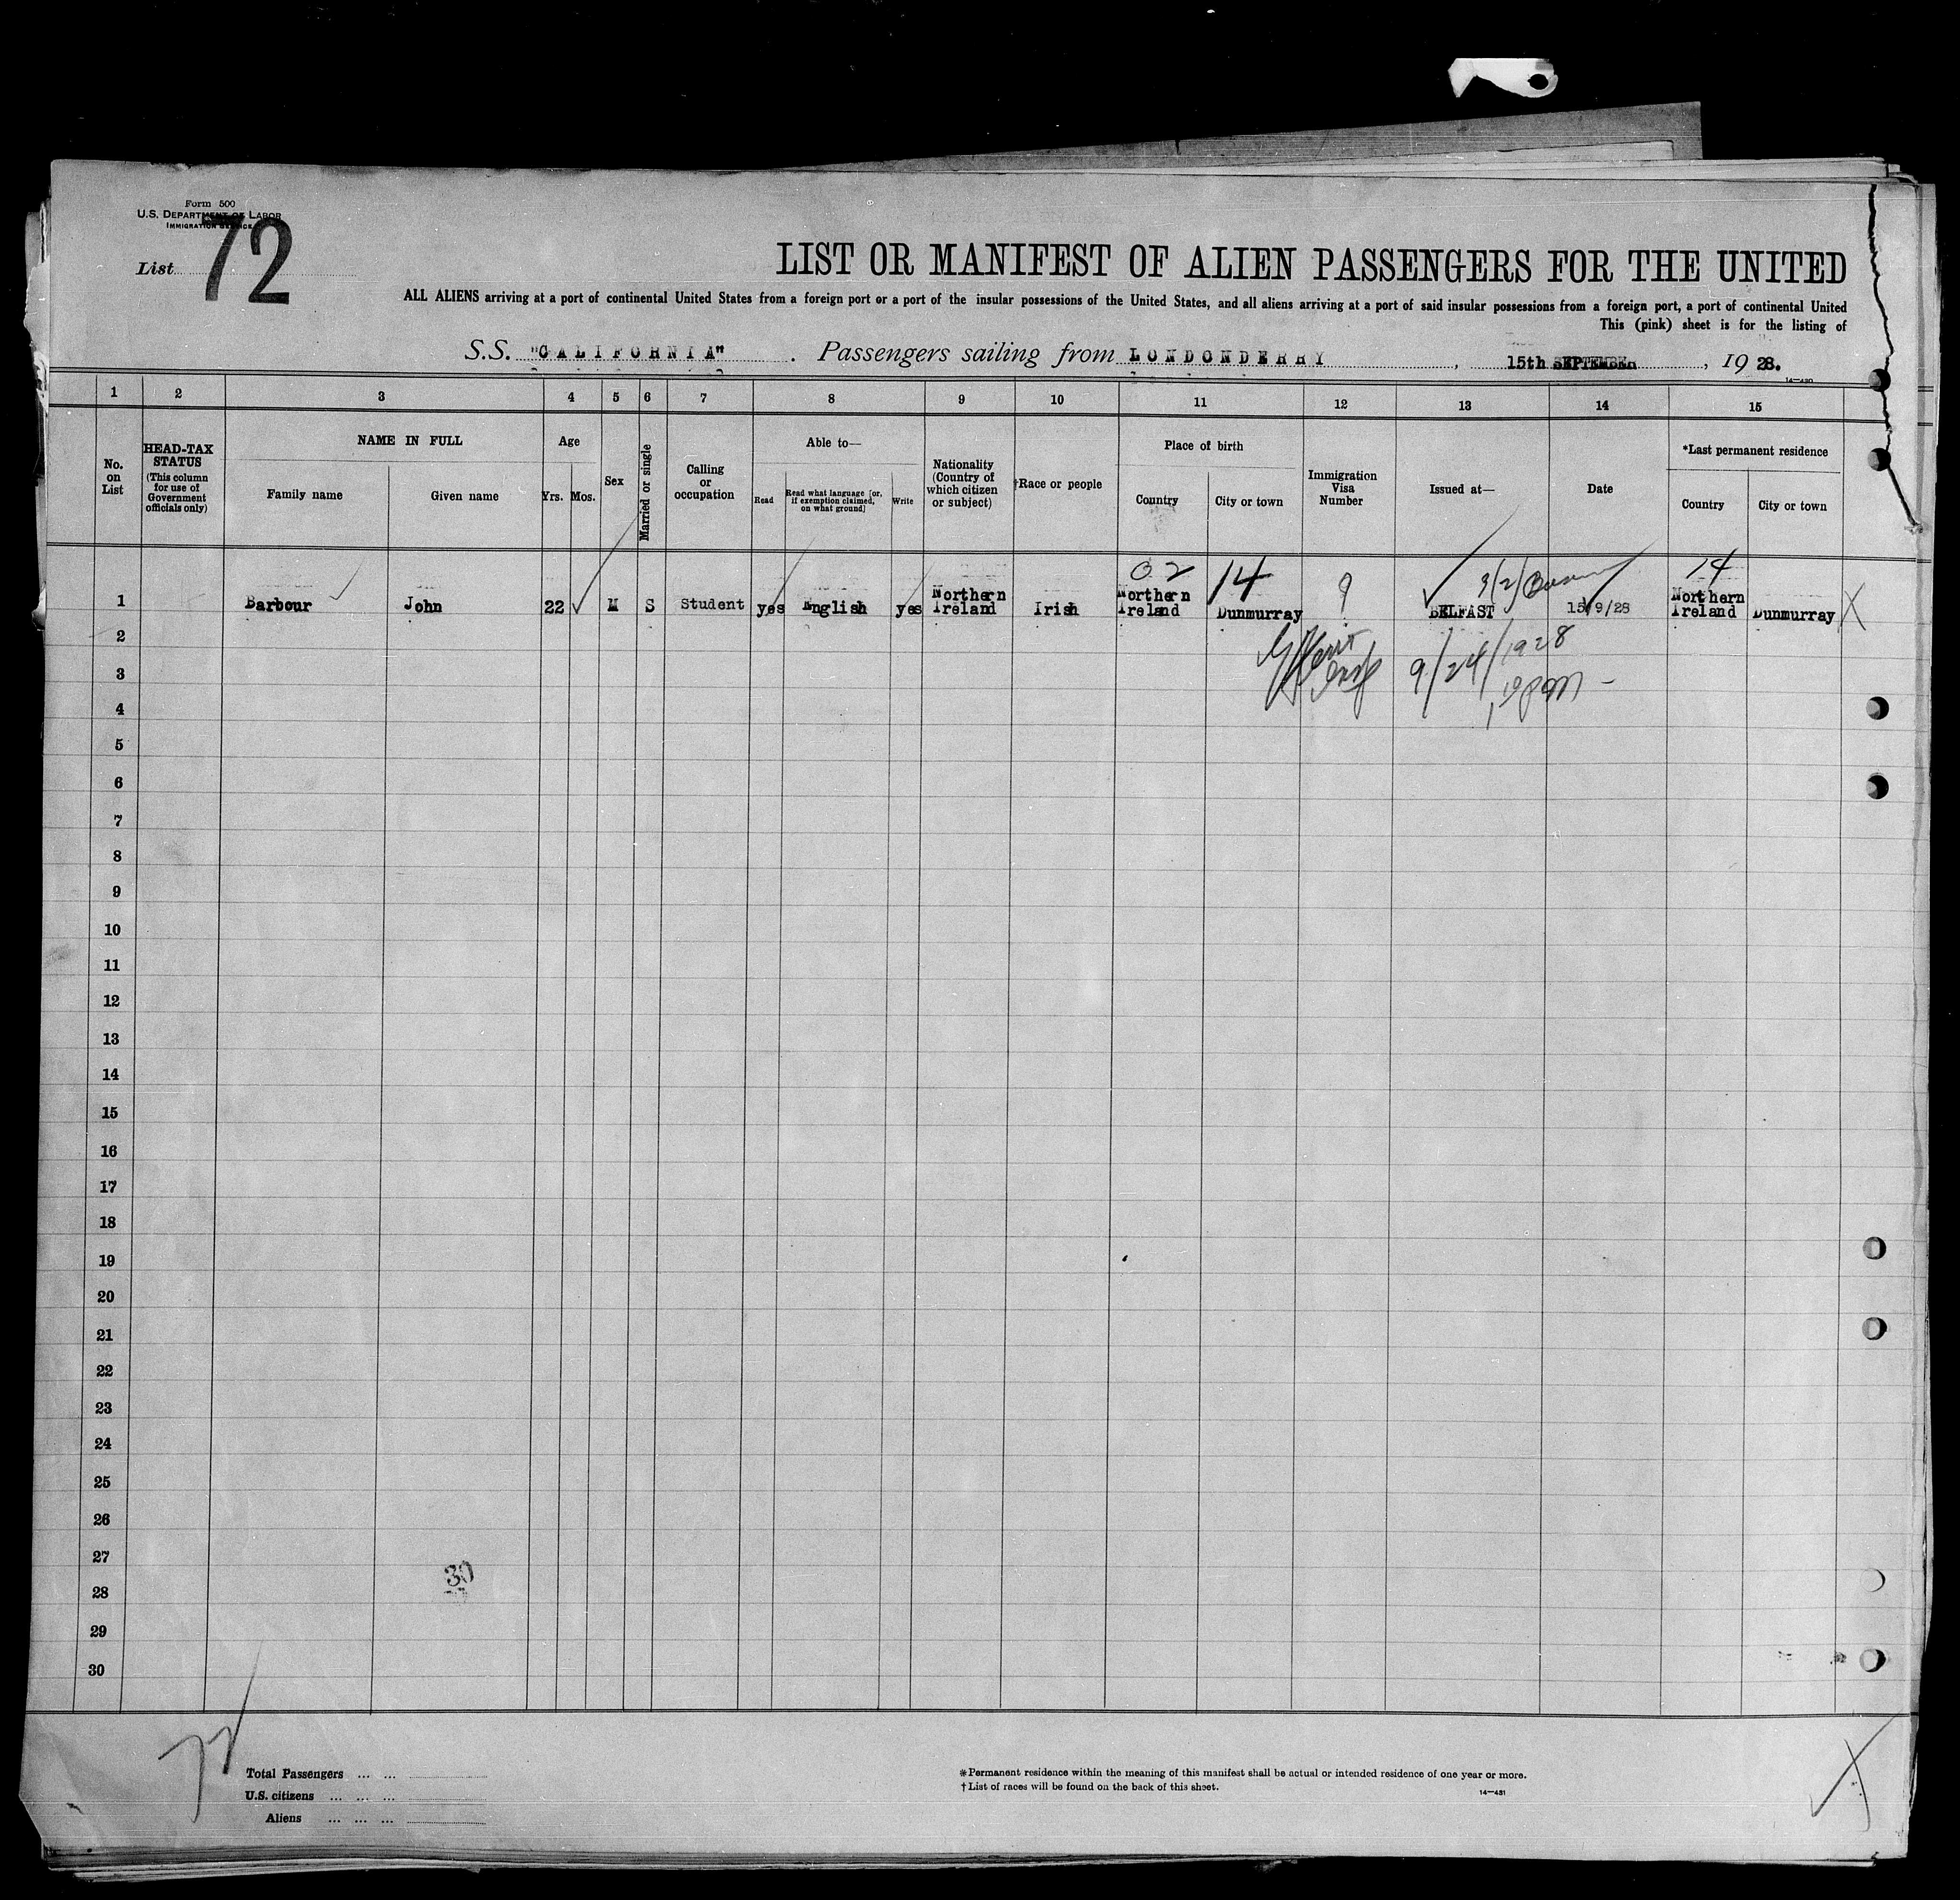 Form 500
U.S. DEPARTMENT OF LABOR
IMMIGRATION SERVICE
List 72
LIST OR MANIFEST OF ALIEN PASSENGERS FOR THE UNITED
ALL ALIENS arriving at a port of continental United States from a foreign port or a port of the insular possessions of the United States, and all aliens arriving at a port of said insular possessions from a foreign port, a port of continental United
This (pink) sheet is for the listing of
S.S. "CALIFORNIA" . Passengers sailing from LONDONDERRY , 15th SEPTEMBER , 19 28.
14—430
1 2 3 4 5 6 7 8 9 10 11 12 13 14 15
No. on List
HEAD-TAX STATUS
(This column for use of Government officials only)
NAME IN FULL
Family name
Given name
Age
Yrs. Mos.
Sex
Married or single
Calling or occupation
Able to—
Read
Read what language [or, if exemption claimed, on what ground]
Write
Nationality (Country of which citizen or subject)
†Race or people
Place of birth
Country
City or town
Immigration Visa Number
Issued at—
Date
*Last permanent residence
Country
City or town
02 14 9 14
1 Barbour John 22 M S Student yes English yes Northern Ireland Irish Northern Ireland Dunmurray BELFAST 15/9/28 Northern Ireland Dunmurray X
2
9/24/1928
3
4
5
6
7
8
9
10
11
12
13
14
15
16
17
18
19
20
21
22
23
24
25
26
27
30
28
29
30
72
Total Passengers ... ...
U.S. citizens ... ... ...
Aliens ... ... ...
*Permanent residence within the meaning of this manifest shall be actual or intended residence of one year or more.
†List of races will be found on the back of this sheet.
14—431
X